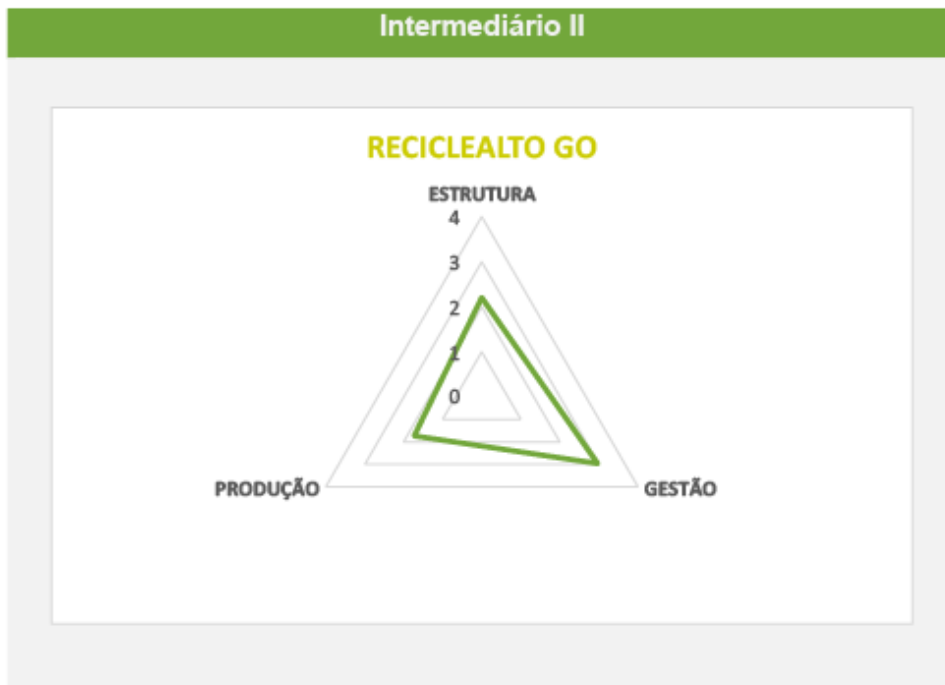 Intermediário II
RECICLEALTO GO
ESTRUTURA
4
3
2
1
0
PRODUÇÃO
GESTÃO